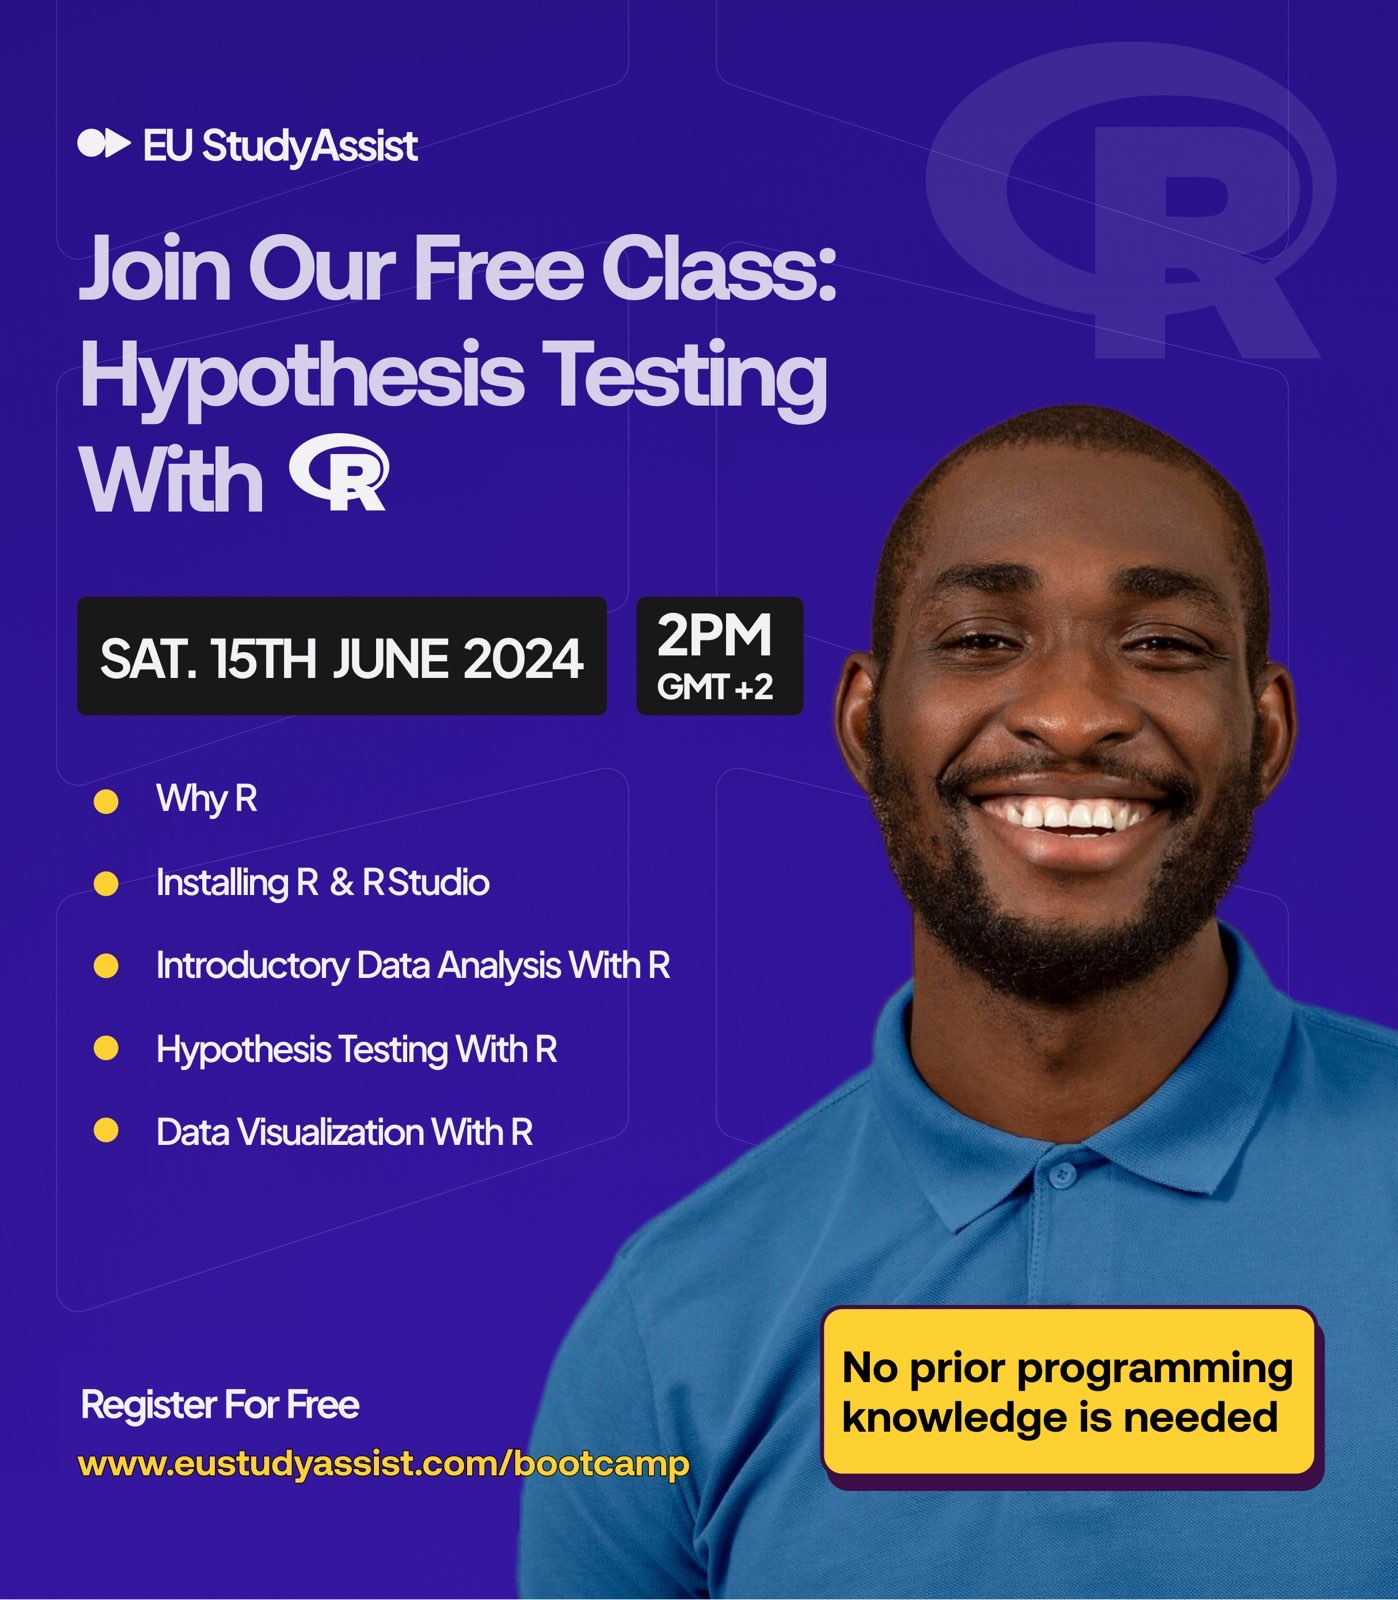 EU StudyAssist
Join Our Free Class:
Hypothesis Testing
With R
SAT. 15TH JUNE 2024
2PM
GMT +2
Why R
Installing R & RStudio
Introductory Data Analysis With R
Hypothesis Testing With R
Data Visualization With R
Register For Free
www.eustudyassist.com/bootcamp
No prior programming
knowledge is needed
R